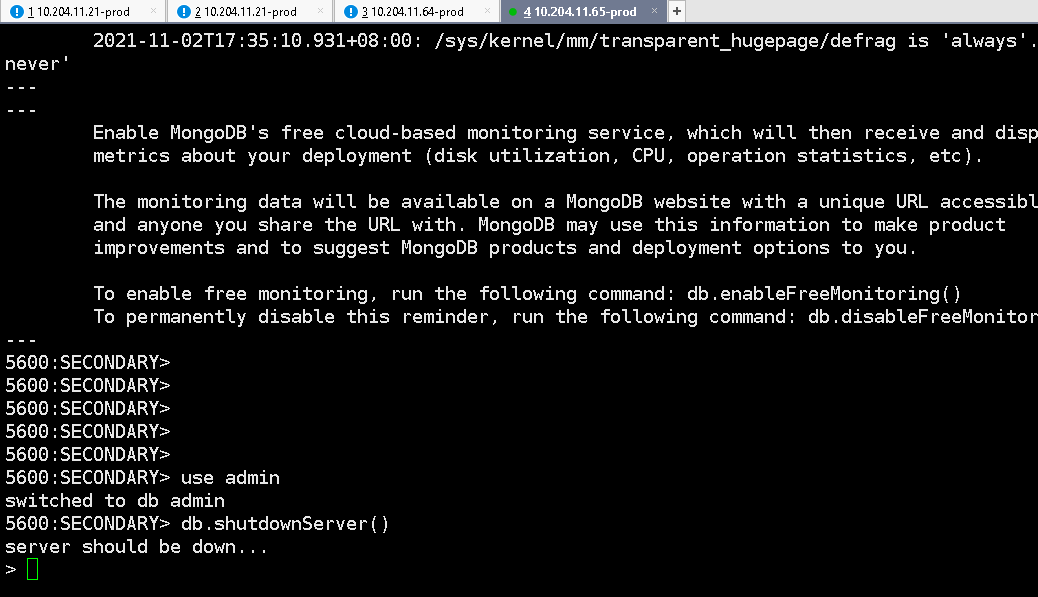 1 10.204.11.21-prod × 2 10.204.11.21-prod × 3 10.204.11.64-prod × 4 10.204.11.65-prod × +
2021-11-02T17:35:10.931+08:00: /sys/kernel/mm/transparent_hugepage/defrag is 'always'.
never'
---
---
Enable MongoDB's free cloud-based monitoring service, which will then receive and disp
metrics about your deployment (disk utilization, CPU, operation statistics, etc).
The monitoring data will be available on a MongoDB website with a unique URL accessibl
and anyone you share the URL with. MongoDB may use this information to make product
improvements and to suggest MongoDB products and deployment options to you.
To enable free monitoring, run the following command: db.enableFreeMonitoring()
To permanently disable this reminder, run the following command: db.disableFreeMonitor
---
5600:SECONDARY>
5600:SECONDARY>
5600:SECONDARY>
5600:SECONDARY>
5600:SECONDARY>
5600:SECONDARY> use admin
switched to db admin
5600:SECONDARY> db.shutdownServer()
server should be down...
>